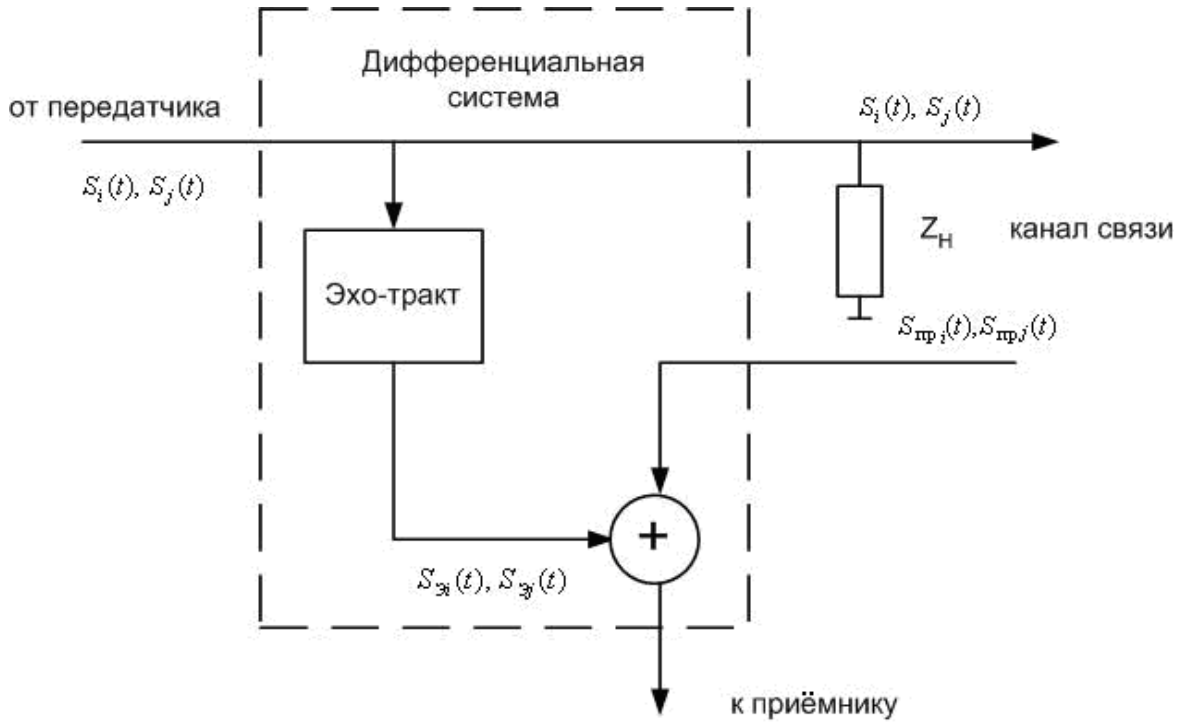 Дифференциальная
система
от передатчика
S_i(t), S_j(t)
S_i(t), S_j(t)
Z_Н канал связи
Эхо-тракт
S_пр i(t),S_пр j(t)
+
S_эi(t), S_эj(t)
к приёмнику